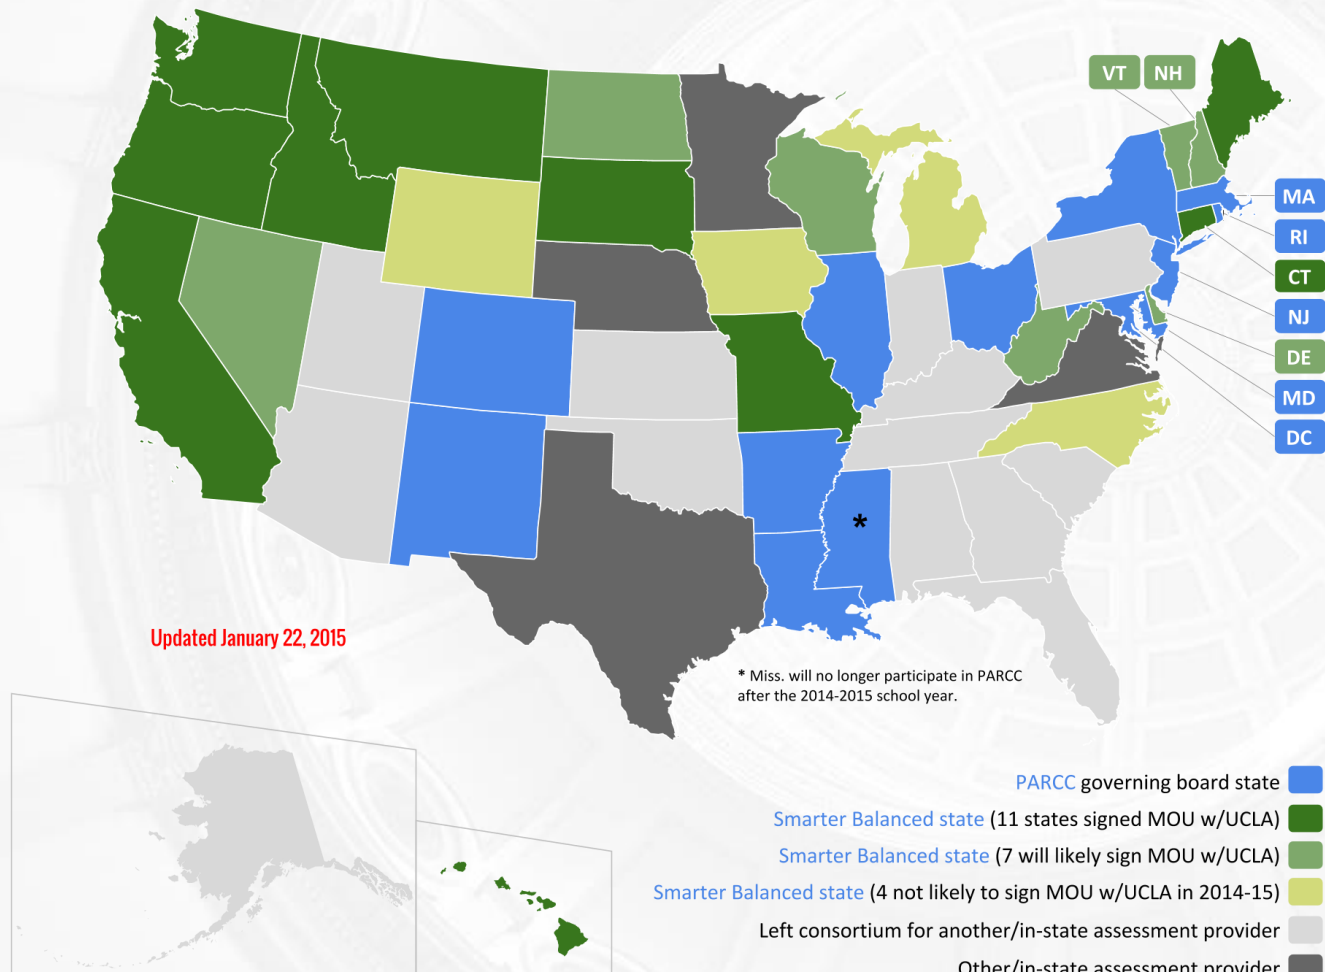 VT NH
MA
RI
CT
NJ
DE
MD
DC
*
Updated January 22, 2015
* Miss. will no longer participate in PARCC
after the 2014-2015 school year.
PARCC governing board state
Smarter Balanced state (11 states signed MOU w/UCLA)
Smarter Balanced state (7 will likely sign MOU w/UCLA)
Smarter Balanced state (4 not likely to sign MOU w/UCLA in 2014-15)
Left consortium for another/in-state assessment provider
Other/in-state assessment provider